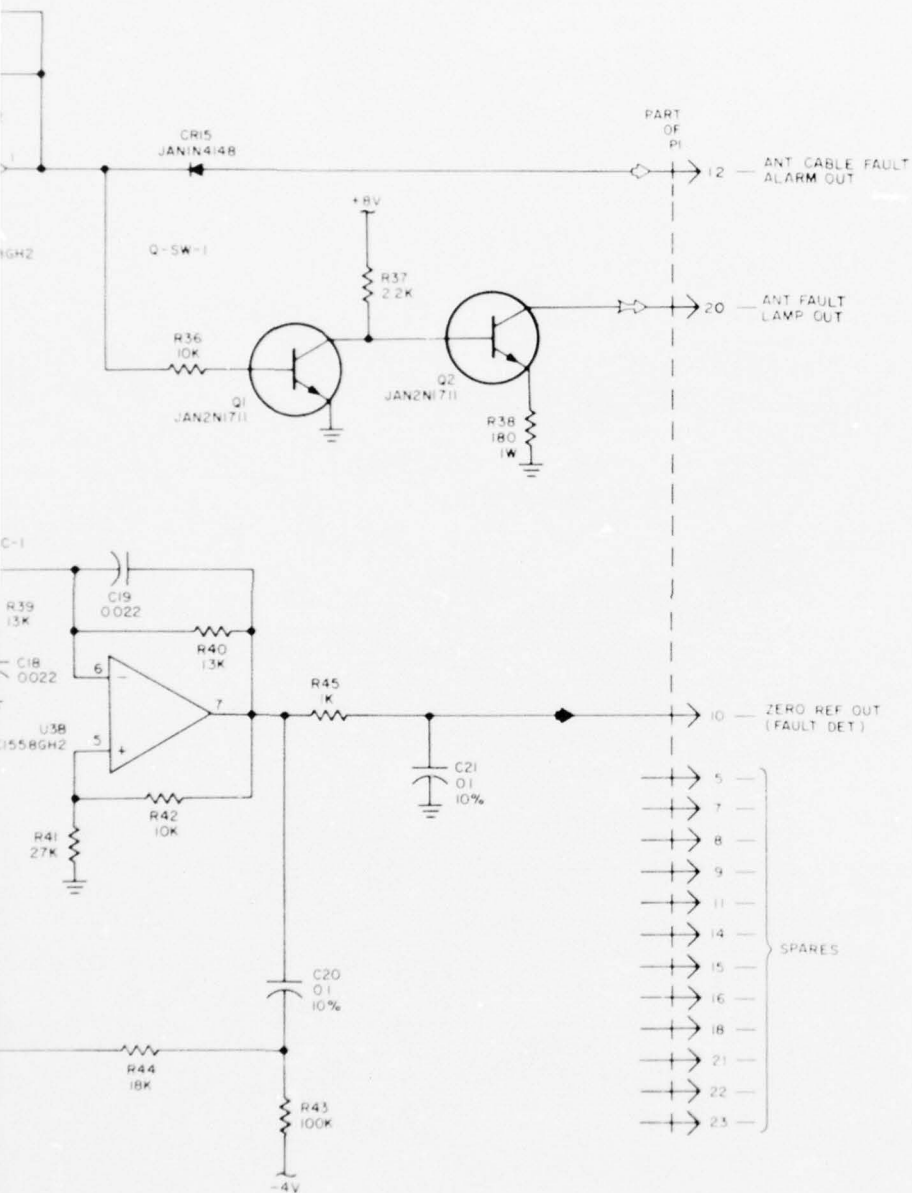 PART
OF
P1
CR15
JAN1N4148
12 — ANT CABLE FAULT
ALARM OUT
+8V
Q-SW-1
R37
2.2K
20 — ANT FAULT
LAMP OUT
R36
10K
Q1
JAN2N1711
Q2
JAN2N1711
R38
180
1W
C-1
C19
0.022
R39
13K
R40
13K
C18
0.022
6
−
7
U3B
1558GH2
5
+
R45
1K
10 — ZERO REF OUT
(FAULT DET)
C21
0.1
10%
R42
10K
R41
27K
5 —
7 —
8 —
9 —
11 —
14 —
15 —
16 —
18 —
21 —
22 —
23 —
SPARES
C20
0.1
10%
R44
18K
R43
100K
-4V